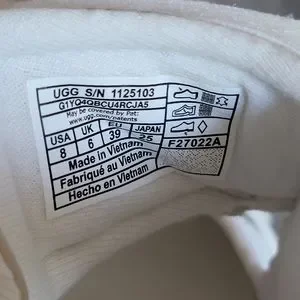 UGG S/N 1125103
G1YQ4QBCU4RCJA5
May be covered by Pat:
www.ugg.com/patents
USA UK EU JAPAN
8 6 39 25
Made in Vietnam
Fabriqué au Vietnam
Hecho en Vietnam
F27022A